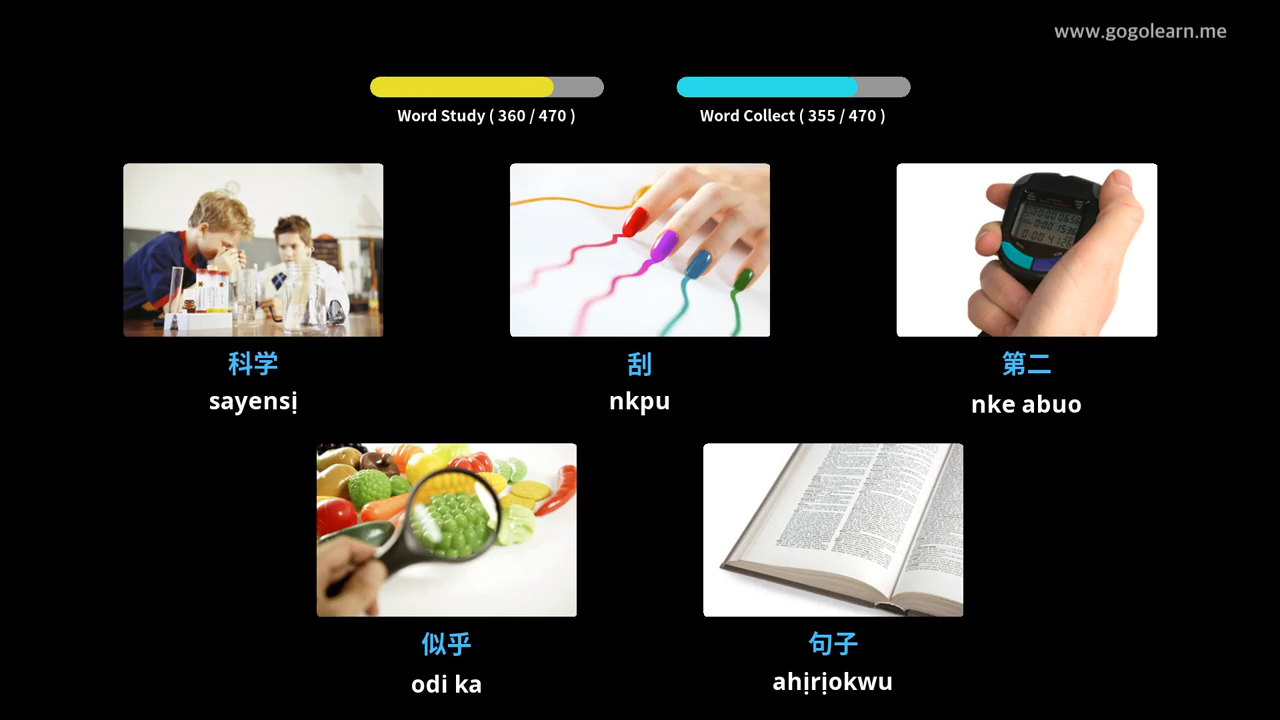 www.gogolearn.me
Word Study ( 360 / 470 )
Word Collect ( 355 / 470 )
科学
sayensị
刮
nkpu
第二
nke abuo
似乎
odi ka
句子
ahịrịokwu